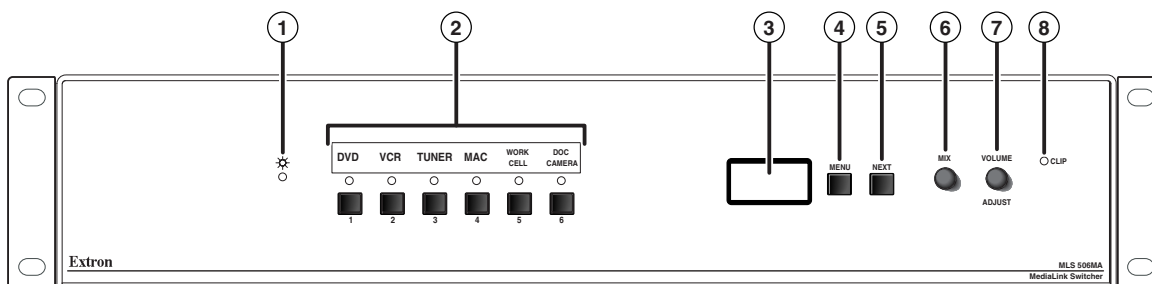 1 2 3 4 5 6 7 8
DVD VCR TUNER MAC WORK CELL DOC CAMERA
MENU NEXT MIX VOLUME CLIP
1 2 3 4 5 6
ADJUST
Extron
MLS 506MA
MediaLink Switcher